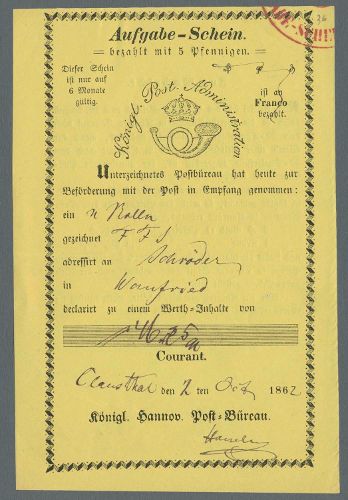 Aufgabe-Schein.
= bezahlt mit 5 Pfennigen. =
Dieser Schein
ist nur auf
6 Monate
gültig.
ist an
Franco
bezahlt.
Königl. Post-Administration
Unterzeichnetes Postbüreau hat heute zur
Beförderung mit der Post in Empfang genommen:
ein
gezeichnet F F S
adressirt an Schröder
in Wanfried
declarirt zu einem Werth-Inhalte von
Courant.
Clausthal den 2 ten Oct 1862
Königl. Hannov. Post-Büreau.